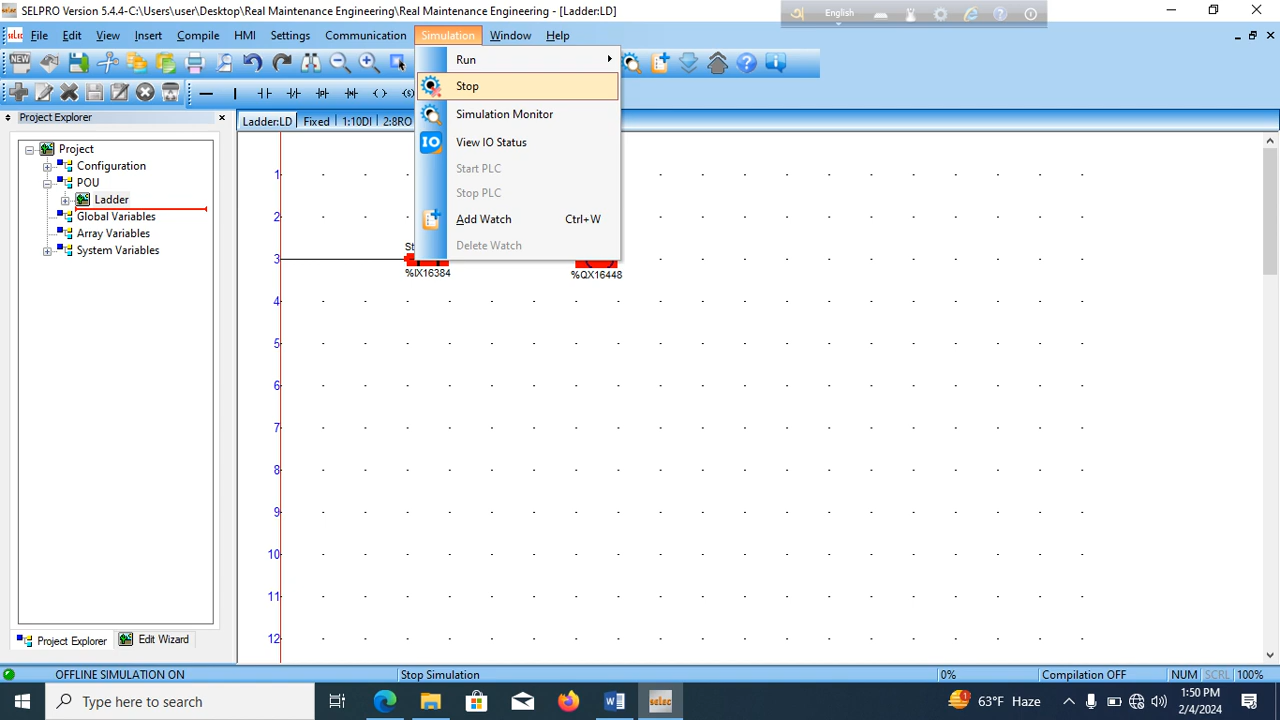 SELPRO Version 5.4.4-C:\Users\user\Desktop\Real Maintenance Engineering\Real Maintenance Engineering - [Ladder:LD]
English
File Edit View Insert Compile HMI Settings Communication Simulation Window Help
NEW
Run
Stop
Simulation Monitor
IO View IO Status
Start PLC
Stop PLC
Add Watch Ctrl+W
Delete Watch
Project Explorer
Ladder:LD Fixed 1:10DI 2:8RO
Project
Configuration
POU
Ladder
Global Variables
Array Variables
System Variables
1
2
St
3
%IX16384 %QX16448
4
5
6
7
8
9
10
11
12
Project Explorer Edit Wizard
OFFLINE SIMULATION ON Stop Simulation 0% Compilation OFF NUM SCRL 100%
Type here to search
selec
1
63°F Haze
1:50 PM
2/4/2024